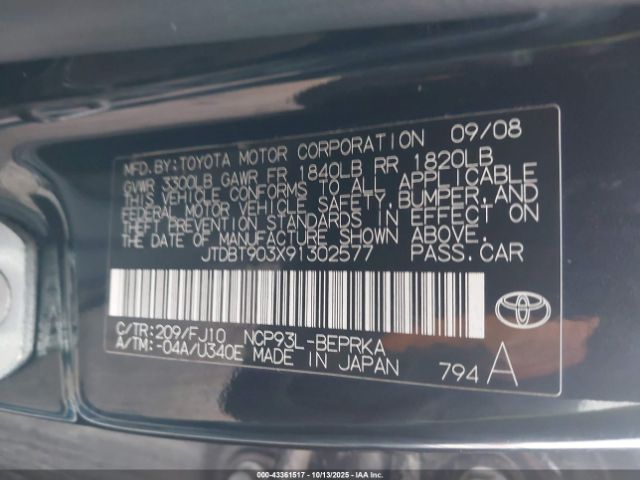 MFD.BY:TOYOTA MOTOR CORPORATION 09/08
GVWR 3300LB GAWR FR 1840LB RR 1820LB
THIS VEHICLE CONFORMS TO ALL APPLICABLE
FEDERAL MOTOR VEHICLE SAFETY,BUMPER,AND
THEFT PREVENTION STANDARDS IN EFFECT ON
THE DATE OF MANUFACTURE SHOWN ABOVE.
JTDBT903X91302577 PASS.CAR
C/TR:209/FJ10 NCP93L-BEPRKA
A/TM:-04A/U340E MADE IN JAPAN 794 A
TOYOTA
© 2025 - 43361517 - 10/13/2025 - IAA, LLC